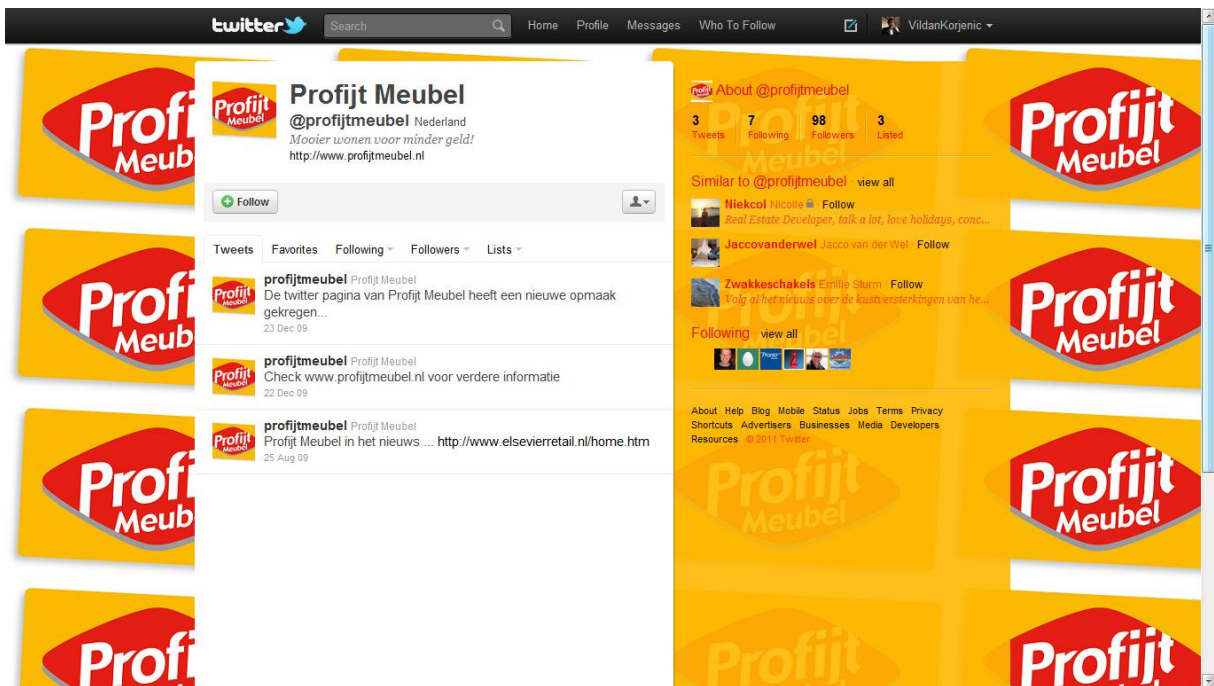 twitter Search Home Profile Messages Who To Follow VildanKorjenic
Profijt Meubel
@profijtmeubel Nederland
Mooier wonen voor minder geld!
http://www.profijtmeubel.nl
Follow
Tweets Favorites Following Followers Lists
profijtmeubel Profijt Meubel
De twitter pagina van Profijt Meubel heeft een nieuwe opmaak
gekregen...
23 Dec 09
profijtmeubel Profijt Meubel
Check www.profijtmeubel.nl voor verdere informatie
22 Dec 09
profijtmeubel Profijt Meubel
Profijt Meubel in het nieuws ... http://www.elsevierretail.nl/home.htm
25 Aug 09
About @profijtmeubel
3 7 98 3
Tweets Following Followers Listed
Similar to @profijtmeubel · view all
Niekcol Nicolle · Follow
Real Estate Developer, talk a lot, love holidays, conc...
Jaccovanderwel Jacco van der Wel · Follow
Zwakkeschakels Emilie Sturm · Follow
Volg al het nieuws over de kustversterkingen van he...
Following · view all
About Help Blog Mobile Status Jobs Terms Privacy
Shortcuts Advertisers Businesses Media Developers
Resources © 2011 Twitter
Profijt
Meubel
Profijt
Meubel
Profijt
Meubel
Profijt